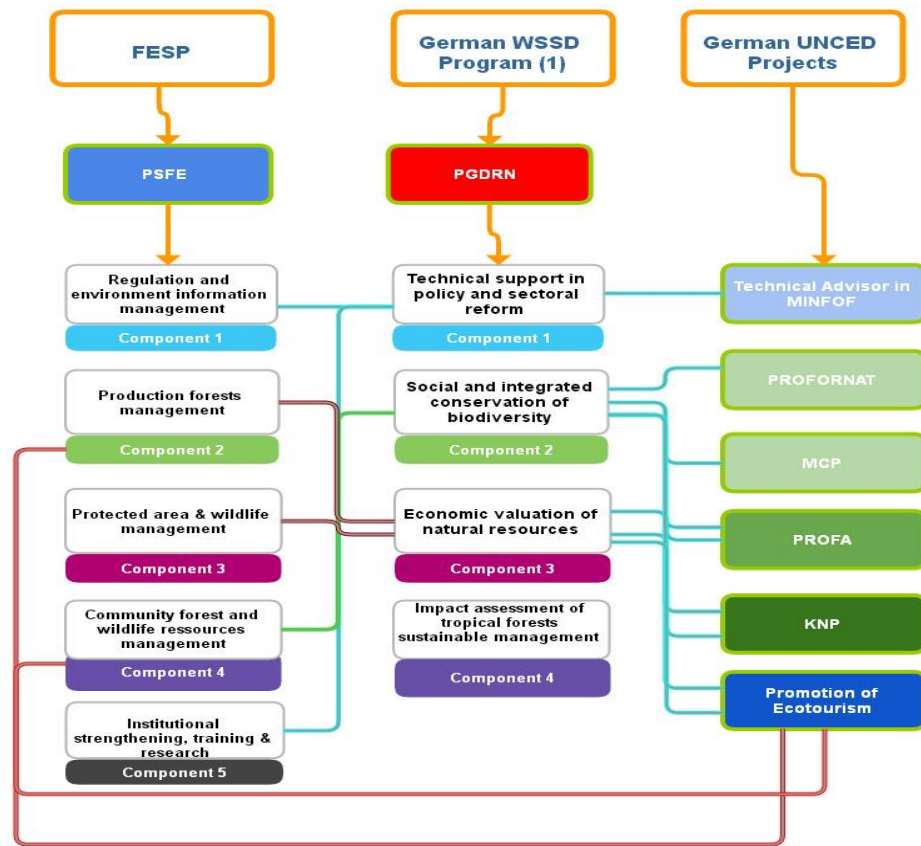 FESP
German WSSD
Program (1)
German UNCED
Projects
PSFE
PGDRN
Regulation and
environment information
management
Component 1
Technical support in
policy and sectoral
reform
Component 1
Technical Advisor in
MINFOF
Production forests
management
Component 2
Social and integrated
conservation of
biodiversity
Component 2
PROFORNAT
MCP
Protected area & wildlife
management
Component 3
Economic valuation of
natural resources
Component 3
PROFA
Community forest and
wildlife ressources
management
Component 4
Impact assessment of
tropical forests
sustainable management
Component 4
KNP
Institutional
strengthening, training &
research
Component 5
Promotion of
Ecotourism